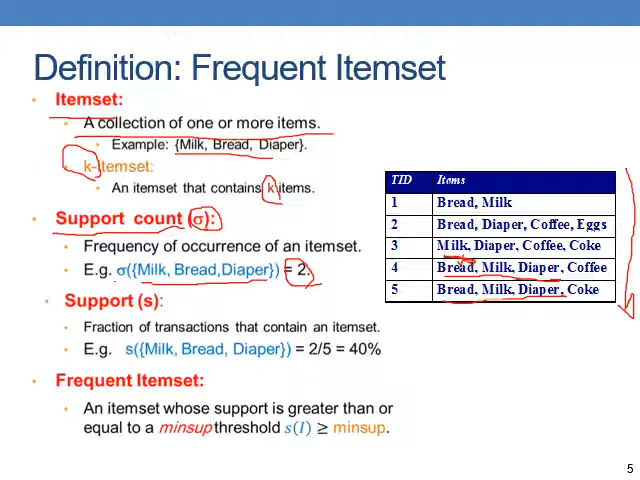 Definition: Frequent Itemset
• Itemset:
• A collection of one or more items.
• Example: {Milk, Bread, Diaper}.
• k-itemset:
• An itemset that contains k items.
• Support count (σ):
• Frequency of occurrence of an itemset.
• E.g. σ({Milk, Bread,Diaper}) = 2.
• Support (s):
• Fraction of transactions that contain an itemset.
• E.g. s({Milk, Bread, Diaper}) = 2/5 = 40%
• Frequent Itemset:
• An itemset whose support is greater than or
equal to a minsup threshold s(I) ≥ minsup.
TID Items
1 Bread, Milk
2 Bread, Diaper, Coffee, Eggs
3 Milk, Diaper, Coffee, Coke
4 Bread, Milk, Diaper, Coffee
5 Bread, Milk, Diaper, Coke
5